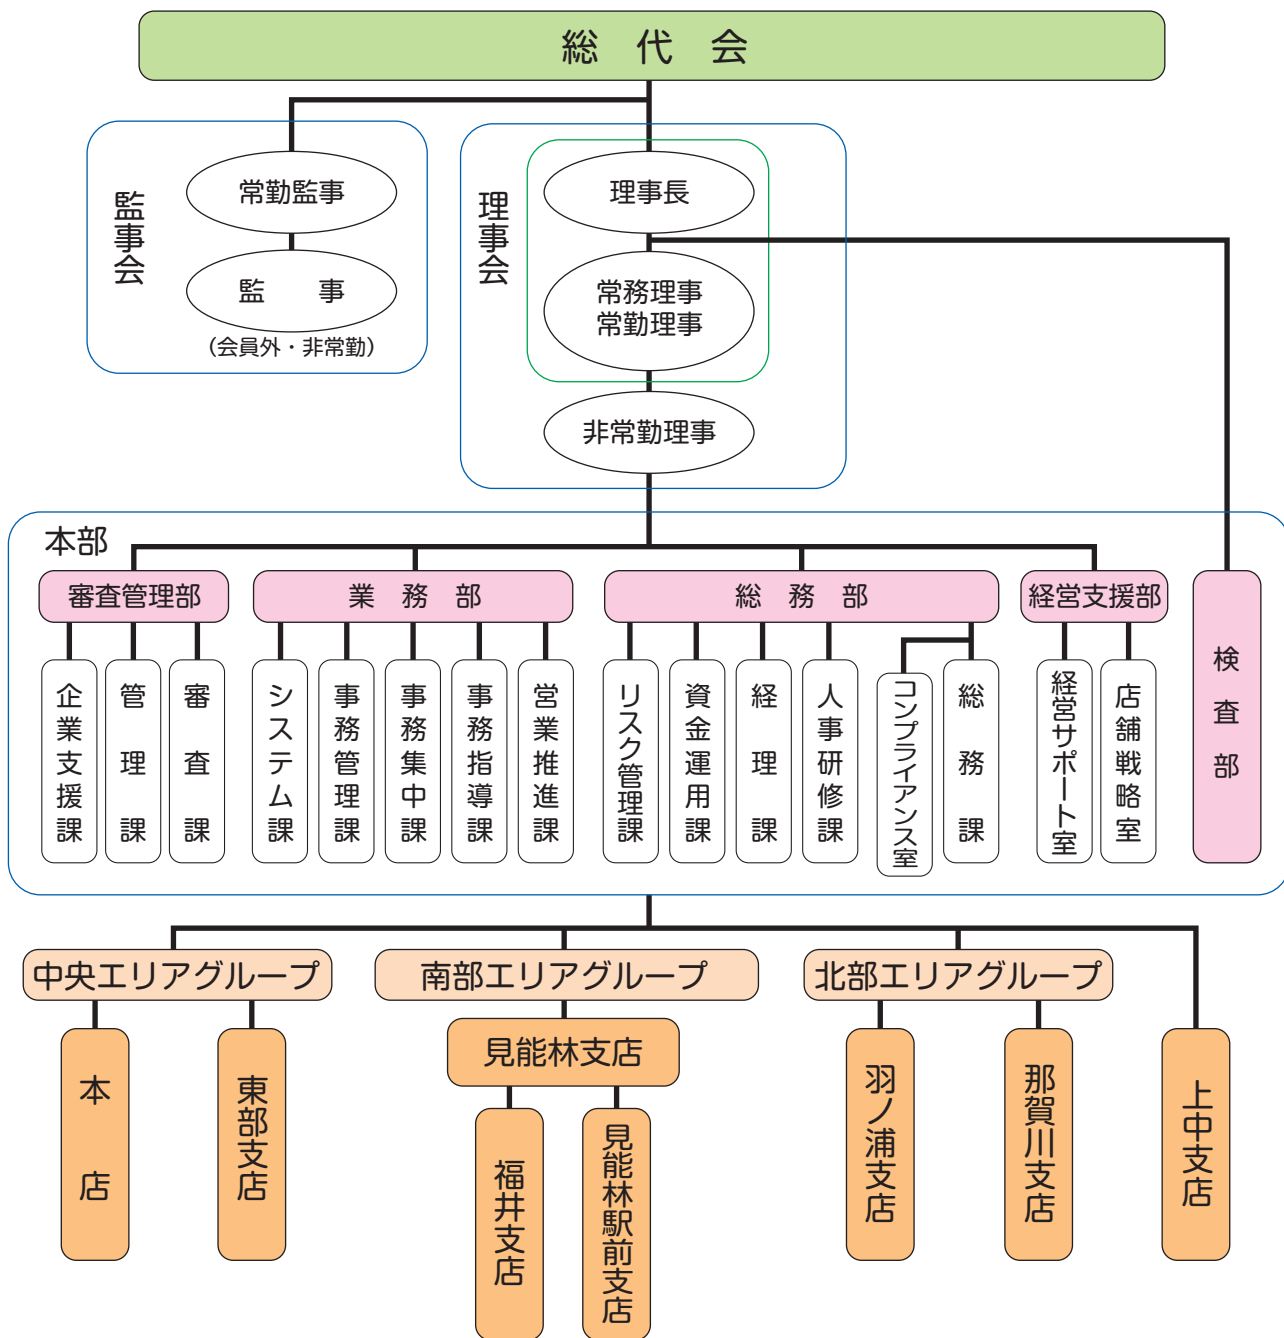 総代会
監事会
常勤監事
監事
(会員外・非常勤)
理事会
理事長
常務理事
常勤理事
非常勤理事
本部
審査管理部
業務部
総務部
経営支援部
検査部
企業支援課
管理課
審査課
システム課
事務管理課
事務集中課
事務指導課
営業推進課
リスク管理課
資金運用課
経理課
人事研修課
コンプライアンス室
総務課
経営サポート室
店舗戦略室
中央エリアグループ
南部エリアグループ
北部エリアグループ
本店
東部支店
見能林支店
福井支店
見能林駅前支店
羽ノ浦支店
那賀川支店
上中支店